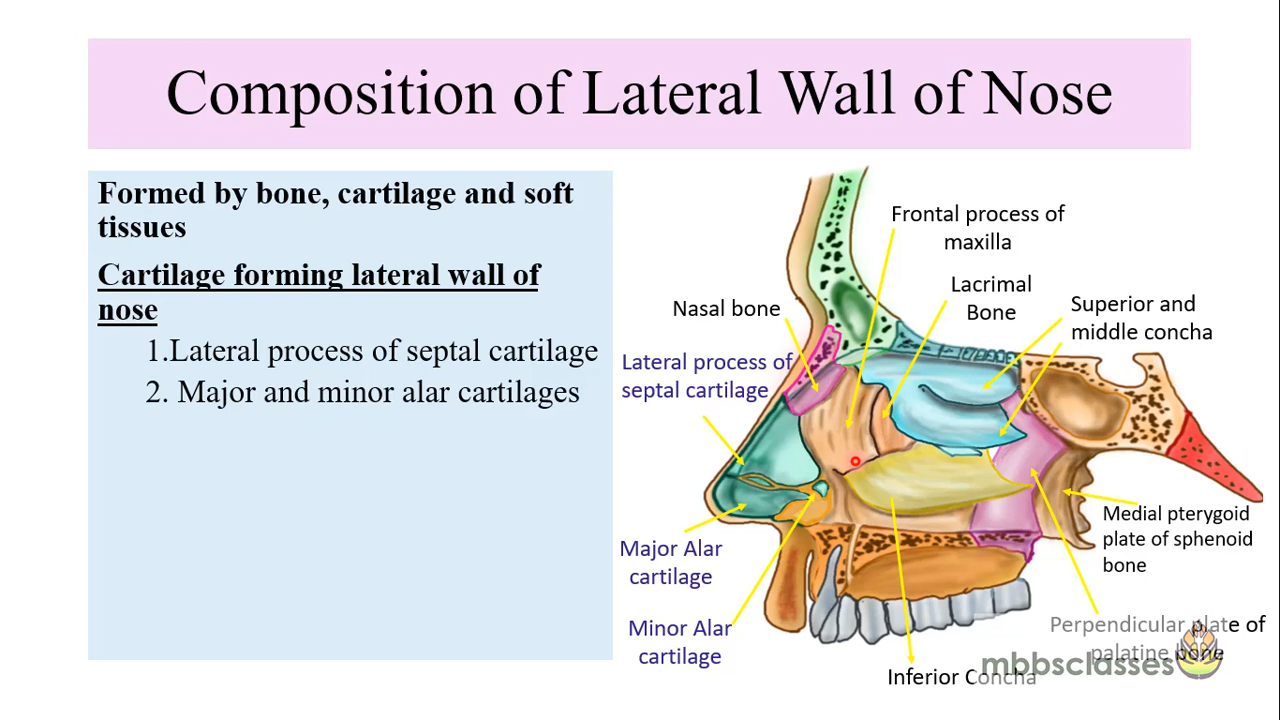 Composition of Lateral Wall of Nose
Formed by bone, cartilage and soft
tissues
Cartilage forming lateral wall of
nose
1.Lateral process of septal cartilage
2. Major and minor alar cartilages
Frontal process of
maxilla
Lacrimal
Bone
Superior and
middle concha
Nasal bone
Lateral process of
septal cartilage
Major Alar
cartilage
Minor Alar
cartilage
Inferior Concha
Medial pterygoid
plate of sphenoid
bone
Perpendicular plate of
palatine bone
mbbsclasses